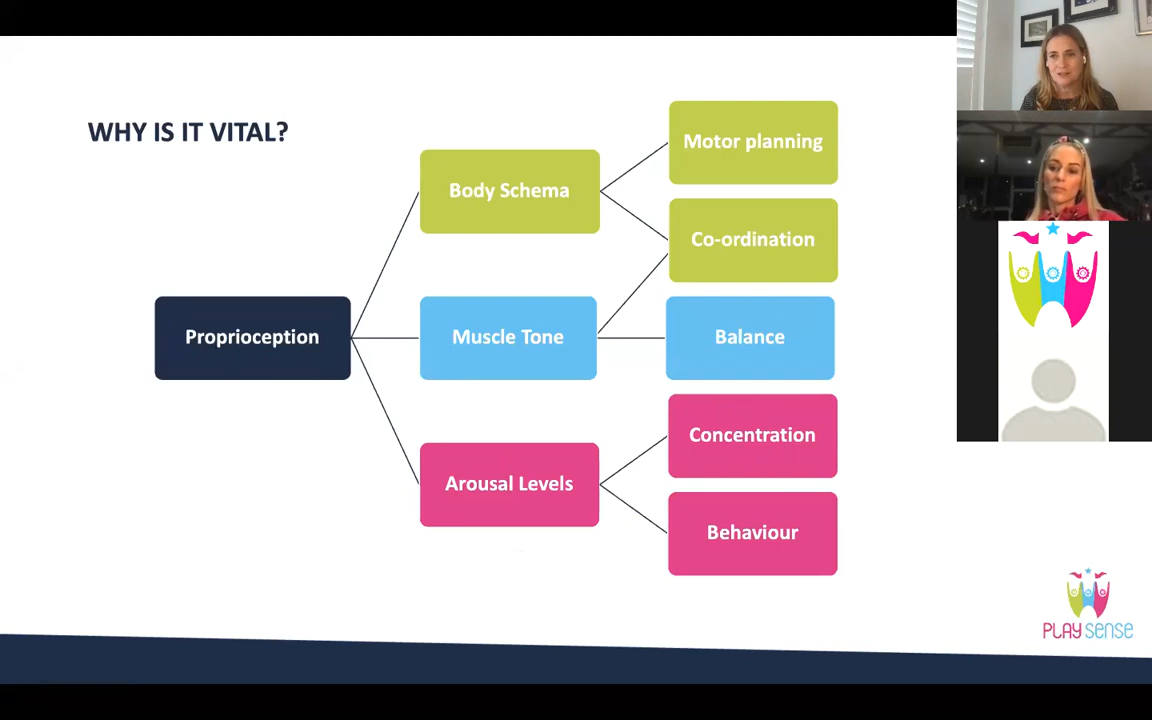 WHY IS IT VITAL?
Motor planning
Body Schema
Co-ordination
Proprioception
Muscle Tone
Balance
Concentration
Arousal Levels
Behaviour
PLAY SENSE